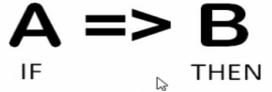 A => B
IF THEN